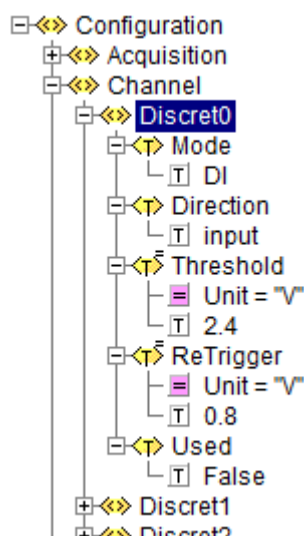 Configuration
Acquisition
Channel
Discret0
Mode
T DI
Direction
T input
Threshold
= Unit = "V"
T 2.4
ReTrigger
= Unit = "V"
T 0.8
Used
T False
Discret1
Discret2